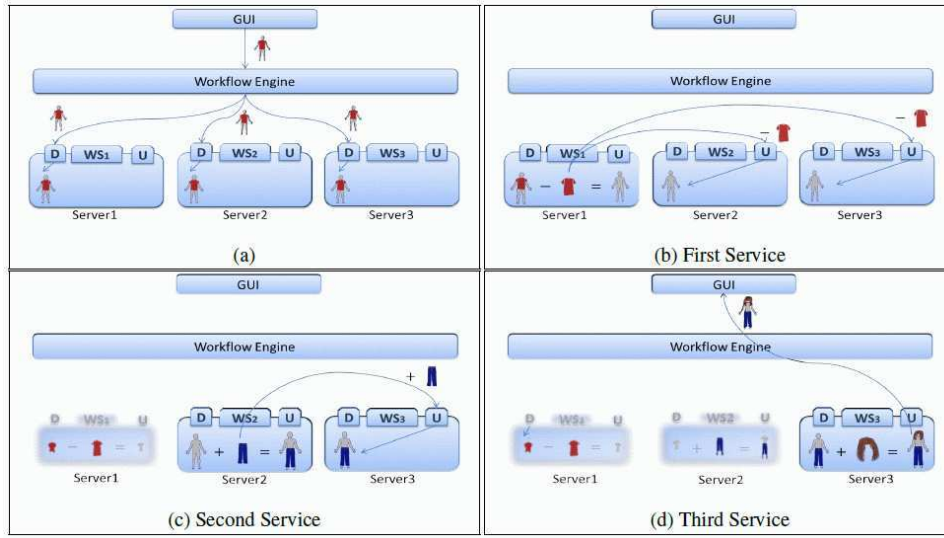 GUI
Workflow Engine
D WS1 U
D WS2 U
D WS3 U
Server1
Server2
Server3
(a)
GUI
Workflow Engine
− −
D WS1 U
D WS2 U
D WS3 U
− =
Server1
Server2
Server3
(b) First Service
GUI
Workflow Engine
+
D WS1 U
D WS2 U
D WS3 U
− =
+ =
Server1
Server2
Server3
(c) Second Service
GUI
Workflow Engine
D WS1 U
D WS2 U
D WS3 U
− =
+ =
+ =
Server1
Server2
Server3
(d) Third Service